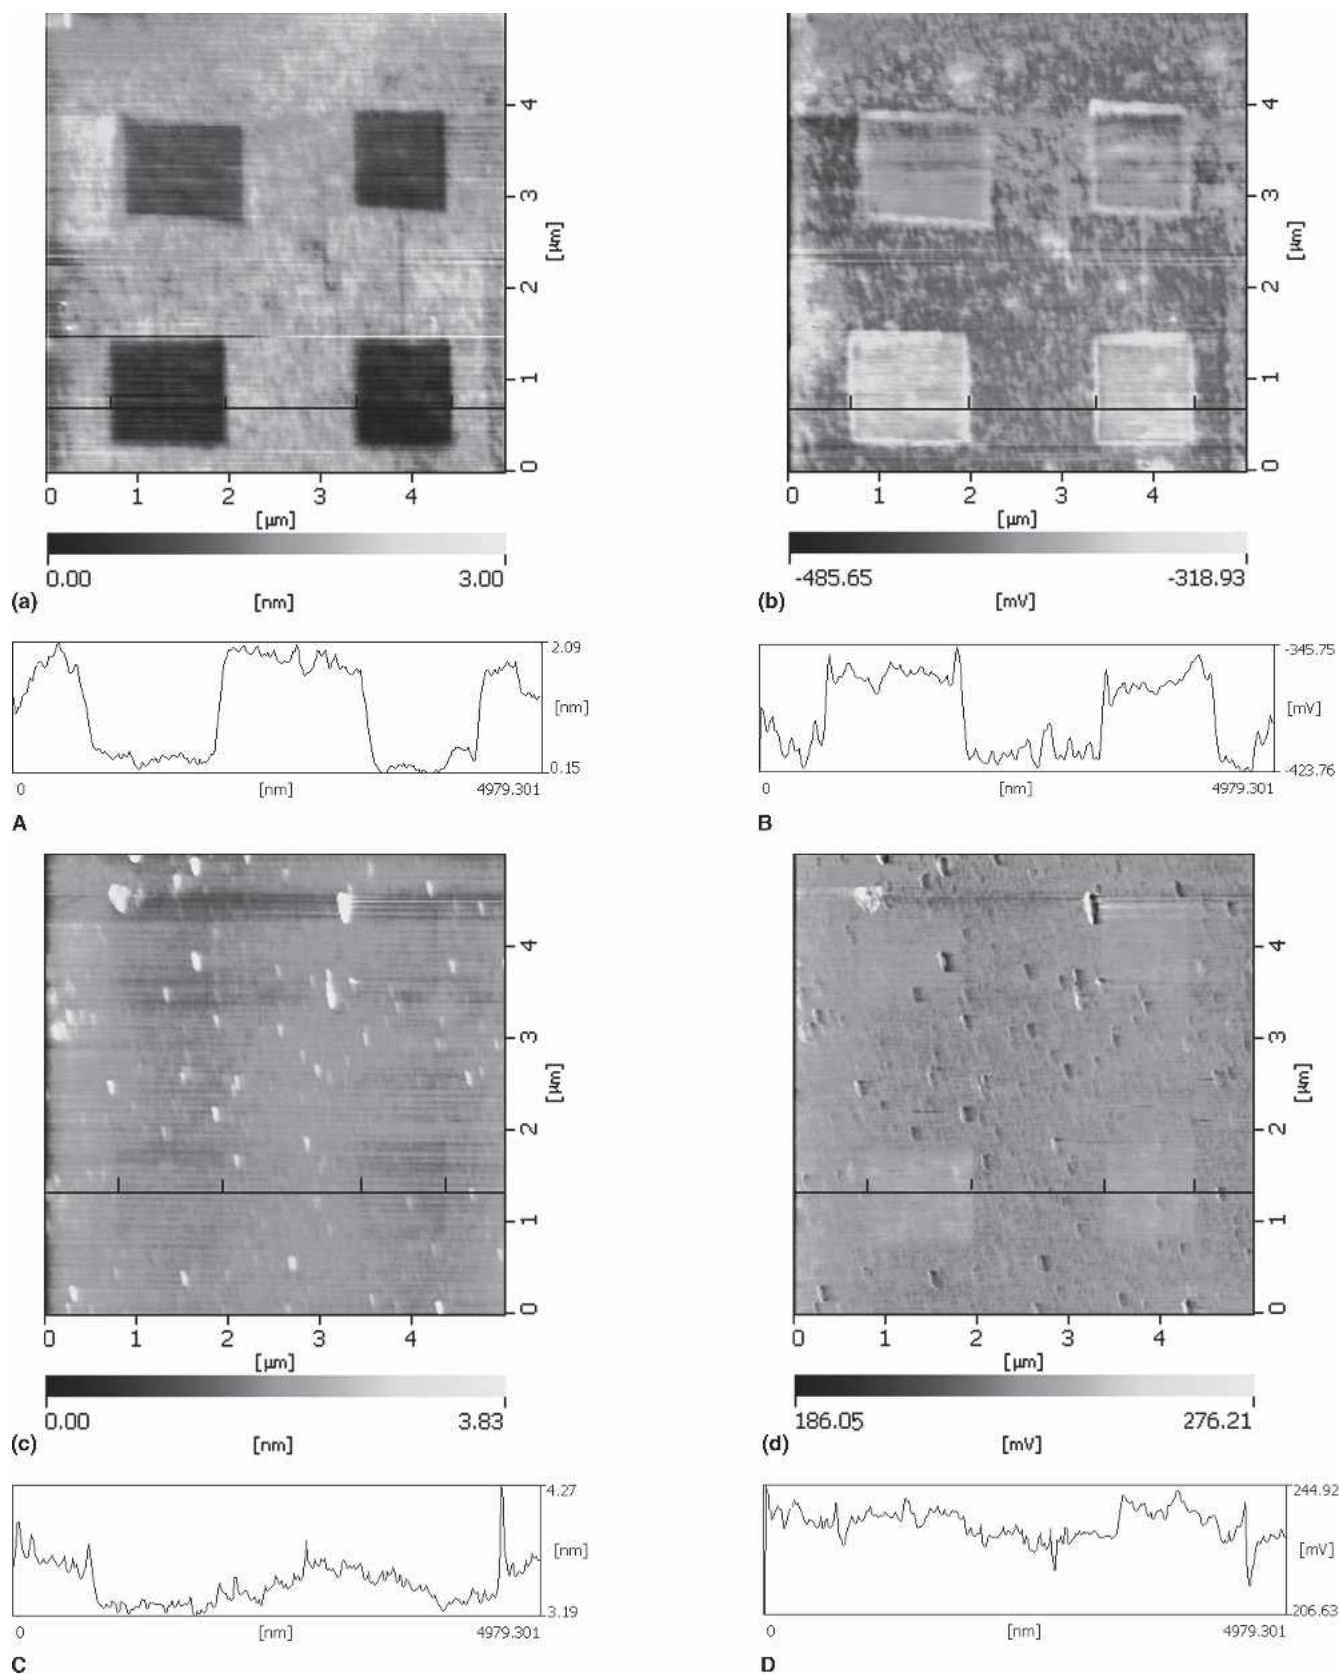 4
3
2
1
0
[µm]
0 1 2 3 4
[µm]
0.00 3.00
(a) [nm]
4
3
2
1
0
[µm]
0 1 2 3 4
[µm]
-485.65 -318.93
(b) [mV]
2.09
[nm]
0.15
0 [nm] 4979.301
A
-345.75
[mV]
-423.76
0 [nm] 4979.301
B
4
3
2
1
0
[µm]
0 1 2 3 4
[µm]
0.00 3.83
(c) [nm]
4
3
2
1
0
[µm]
0 1 2 3 4
[µm]
186.05 276.21
(d) [mV]
4.27
[nm]
3.19
0 [nm] 4979.301
C
244.92
[mV]
206.63
0 [nm] 4979.301
D